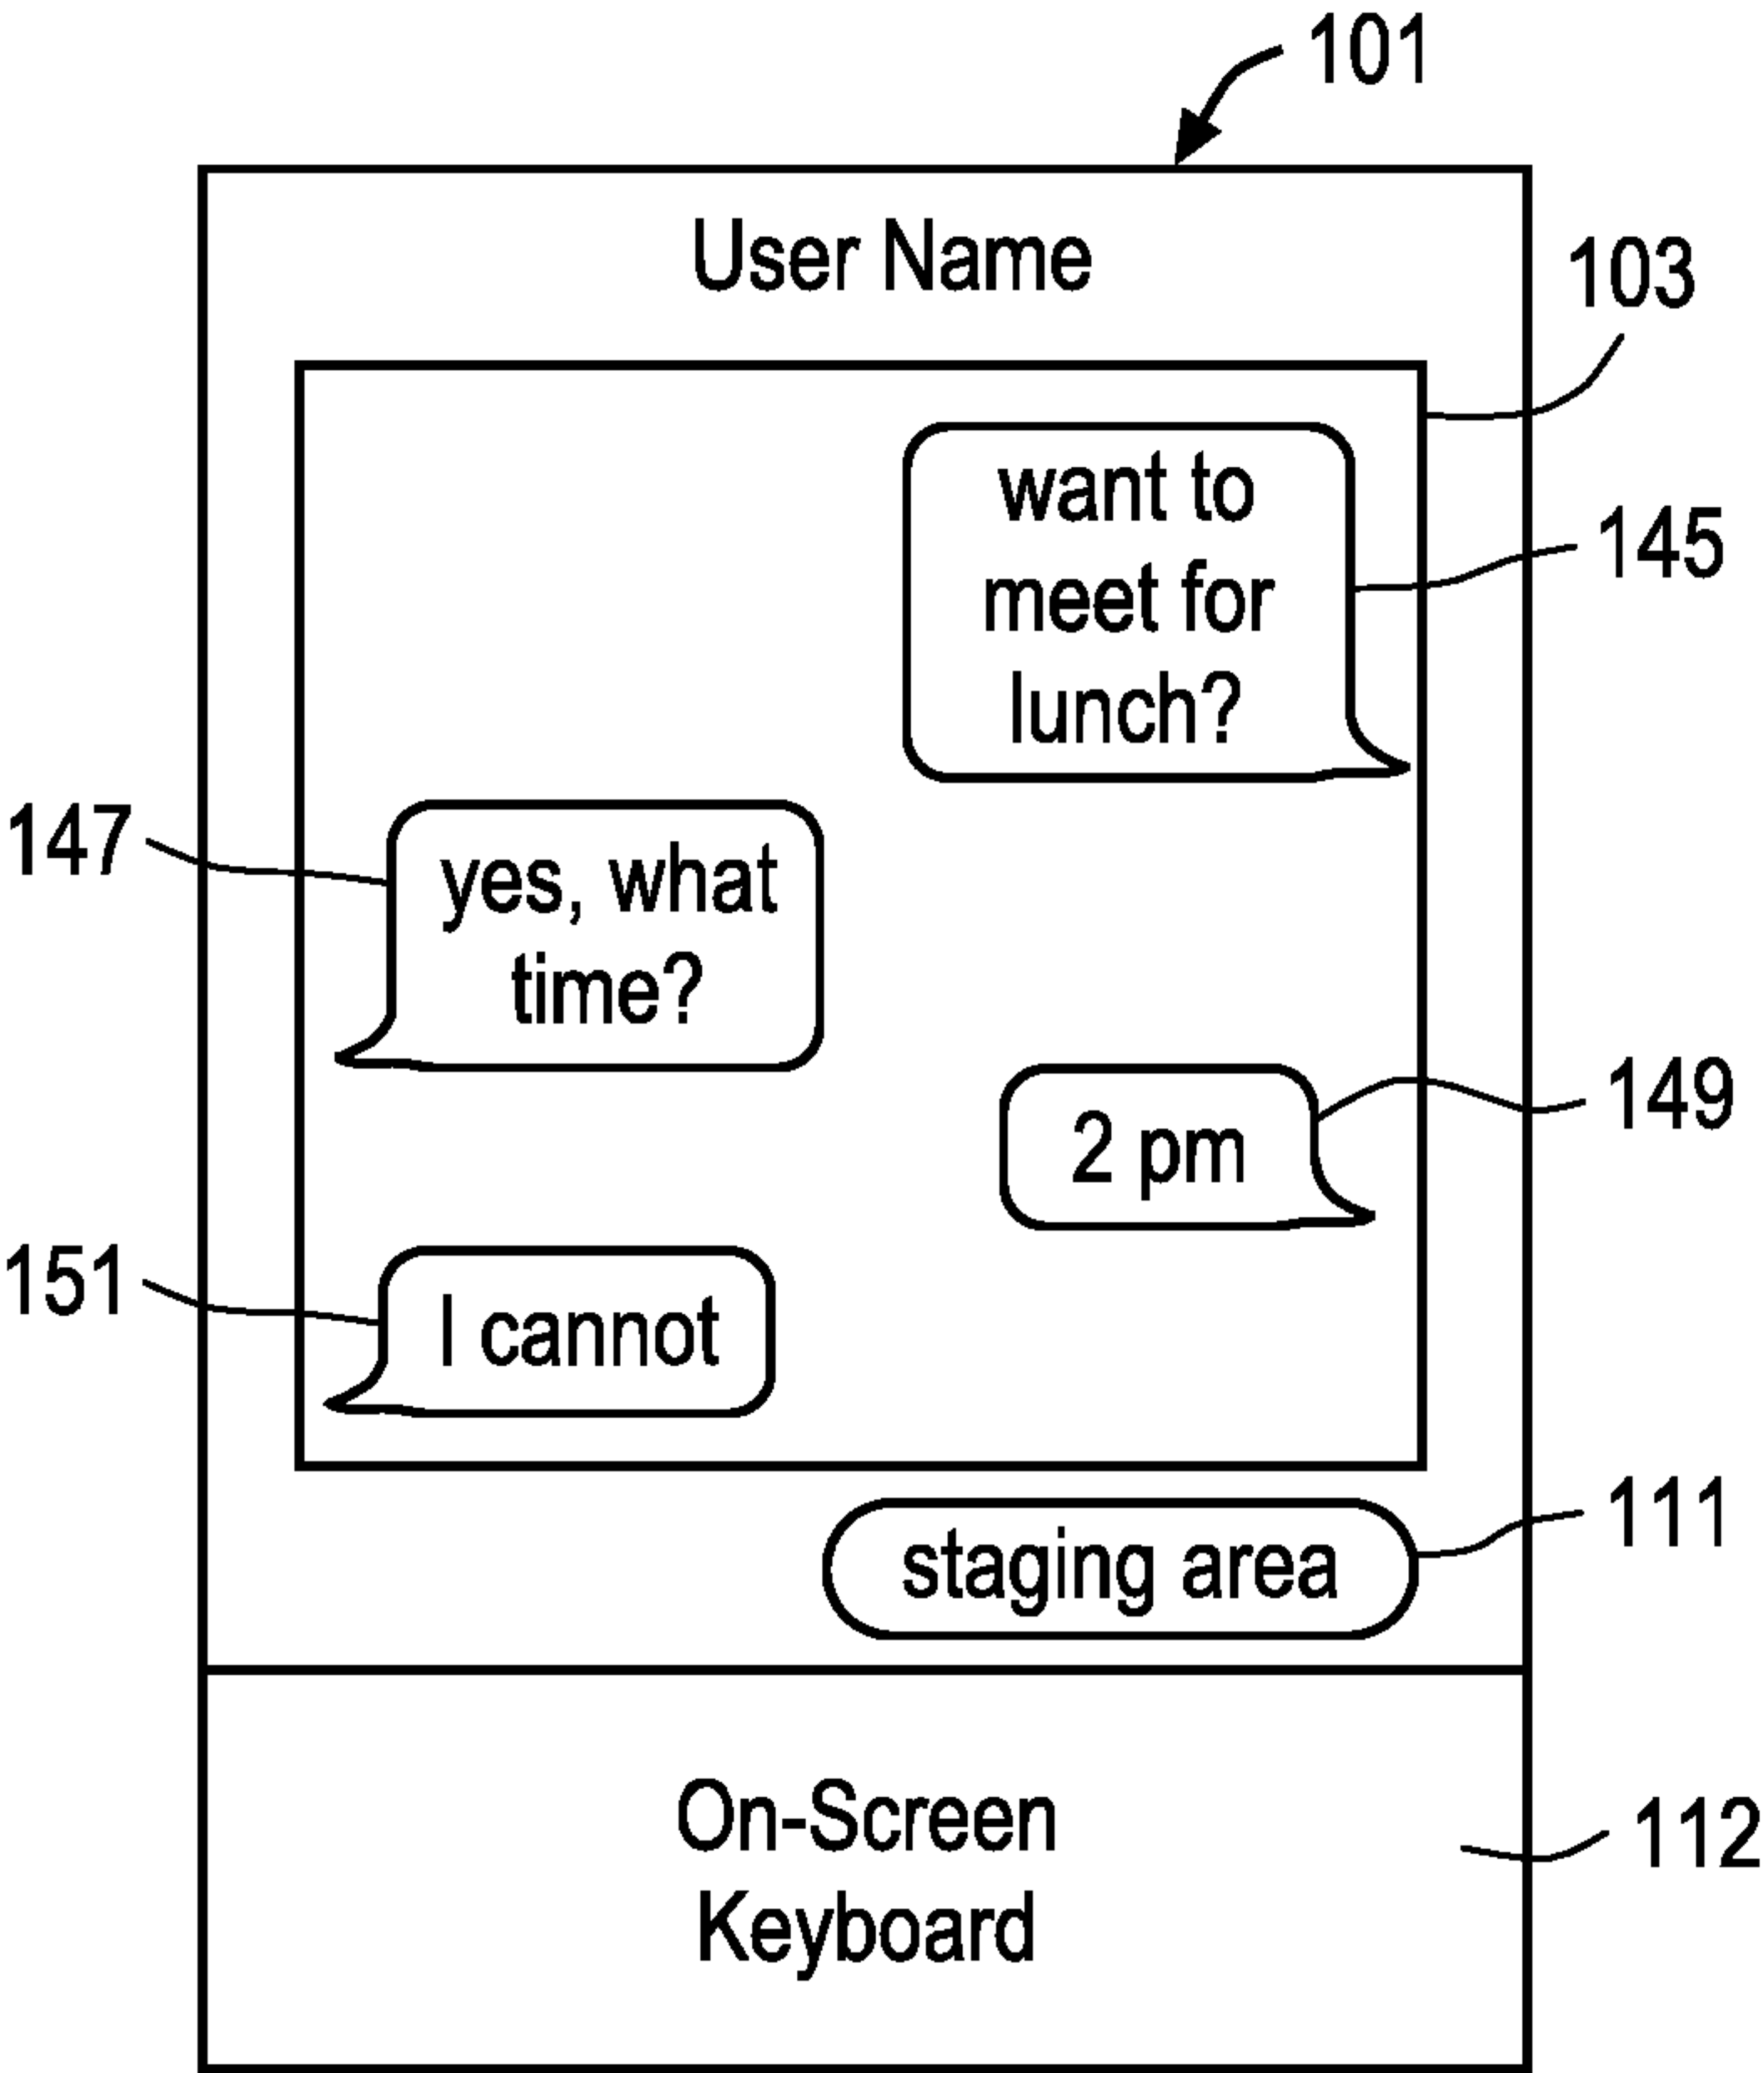 101
User Name
103
want to
meet for
lunch?
145
147
yes, what
time?
149
2 pm
151
I cannot
111
staging area
On-Screen
Keyboard
112